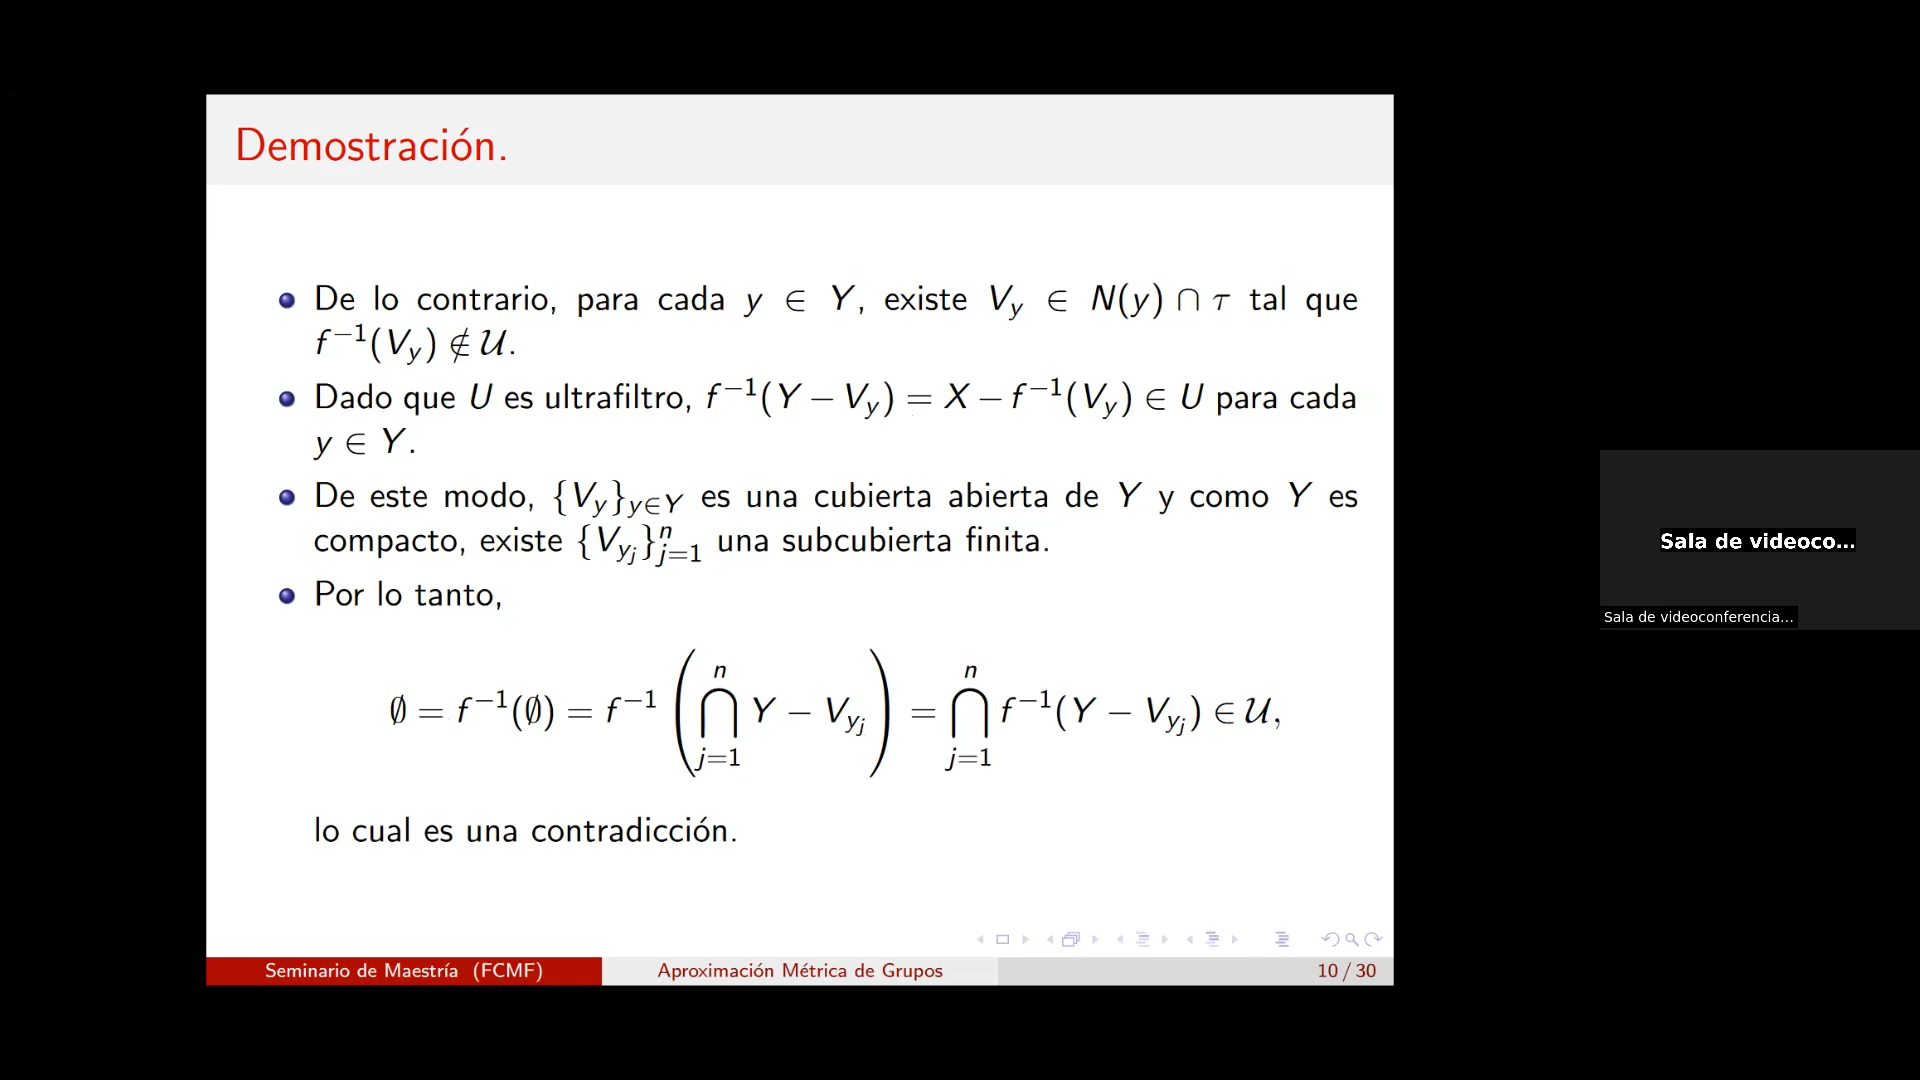 Demostración.
De lo contrario, para cada y ∈ Y, existe V_y ∈ N(y) ∩ τ tal que
f^{-1}(V_y) ∉ 𝒰.
Dado que U es ultrafiltro, f^{-1}(Y − V_y) = X − f^{-1}(V_y) ∈ U para cada
y ∈ Y.
De este modo, {V_y}_{y∈Y} es una cubierta abierta de Y y como Y es
compacto, existe {V_{y_j}}_{j=1}^n una subcubierta finita.
Por lo tanto,
∅ = f^{-1}(∅) = f^{-1}(⋂_{j=1}^n Y − V_{y_j}) = ⋂_{j=1}^n f^{-1}(Y − V_{y_j}) ∈ 𝒰,
lo cual es una contradicción.
Seminario de Maestría (FCMF)
Aproximación Métrica de Grupos
10 / 30
Sala de videoco...
Sala de videoconferencia...